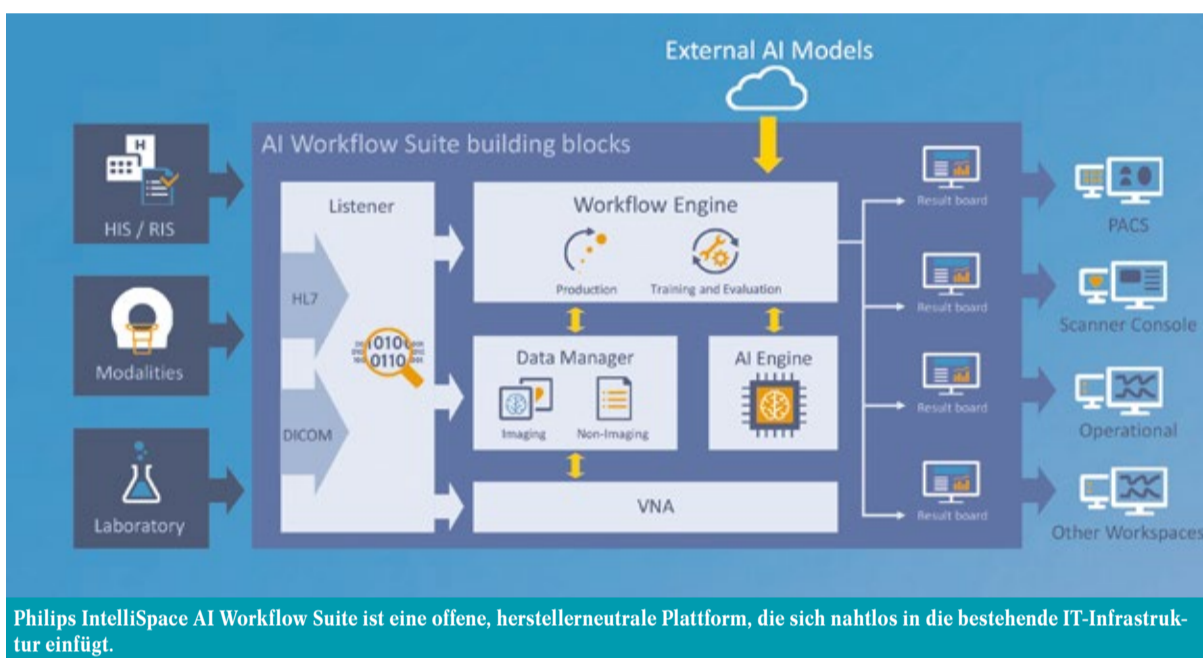 External AI Models
AI Workflow Suite building blocks
HIS / RIS
Modalities
Laboratory
Listener
HL7
DICOM
1010
0110
Workflow Engine
Production
Training and Evaluation
Data Manager
Imaging
Non-Imaging
AI Engine
VNA
Result board
Result board
Result board
Result board
PACS
Scanner Console
Operational
Other Workspaces
H
Philips IntelliSpace AI Workflow Suite ist eine offene, herstellerneutrale Plattform, die sich nahtlos in die bestehende IT-Infrastruk-
tur einfügt.